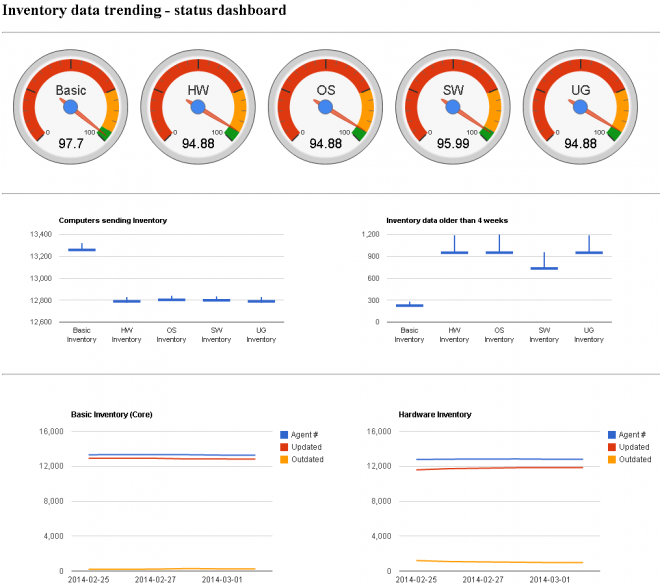 Inventory data trending - status dashboard
Basic HW OS SW UG
0 100 0 100 0 100 0 100 0 100
97.7 94.88 94.88 95.99 94.88
Computers sending Inventory
13,400
13,200
13,000
12,800
12,600
Basic Inventory
HW Inventory
OS Inventory
SW Inventory
UG Inventory
Inventory data older than 4 weeks
1,200
900
600
300
0
Basic Inventory
HW Inventory
OS Inventory
SW Inventory
UG Inventory
Basic Inventory (Core)
16,000
12,000
8,000
4,000
0
2014-02-25 2014-02-27 2014-03-01
Agent #
Updated
Outdated
Hardware Inventory
16,000
12,000
8,000
4,000
0
2014-02-25 2014-02-27 2014-03-01
Agent #
Updated
Outdated